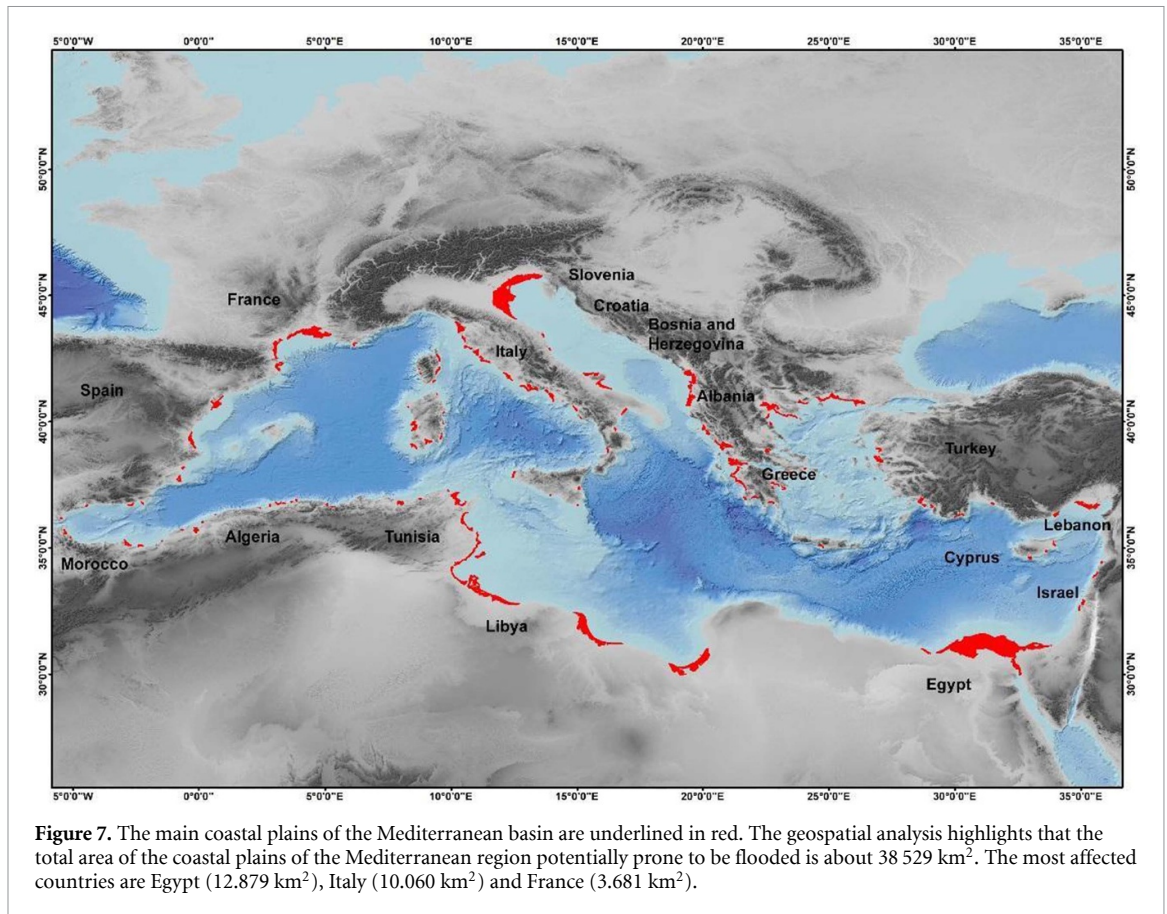 5°0'0"W 0°0'0" 5°0'0"E 10°0'0"E 15°0'0"E 20°0'0"E 25°0'0"E 30°0'0"E 35°0'0"E
50°0'0"N 50°0'0"N
Slovenia
45°0'0"N France Croatia 45°0'0"N
Bosnia and
Herzegovina
Italy
Spain Albania
40°0'0"N 40°0'0"N
Turkey
Greece
Lebanon
Algeria Tunisia
35°0'0"N Cyprus 35°0'0"N
Morocco
Israel
Libya
30°0'0"N Egypt 30°0'0"N
5°0'0"W 0°0'0" 5°0'0"E 10°0'0"E 15°0'0"E 20°0'0"E 25°0'0"E 30°0'0"E 35°0'0"E
Figure 7. The main coastal plains of the Mediterranean basin are underlined in red. The geospatial analysis highlights that the
total area of the coastal plains of the Mediterranean region potentially prone to be flooded is about 38 529 km². The most affected
countries are Egypt (12.879 km²), Italy (10.060 km²) and France (3.681 km²).